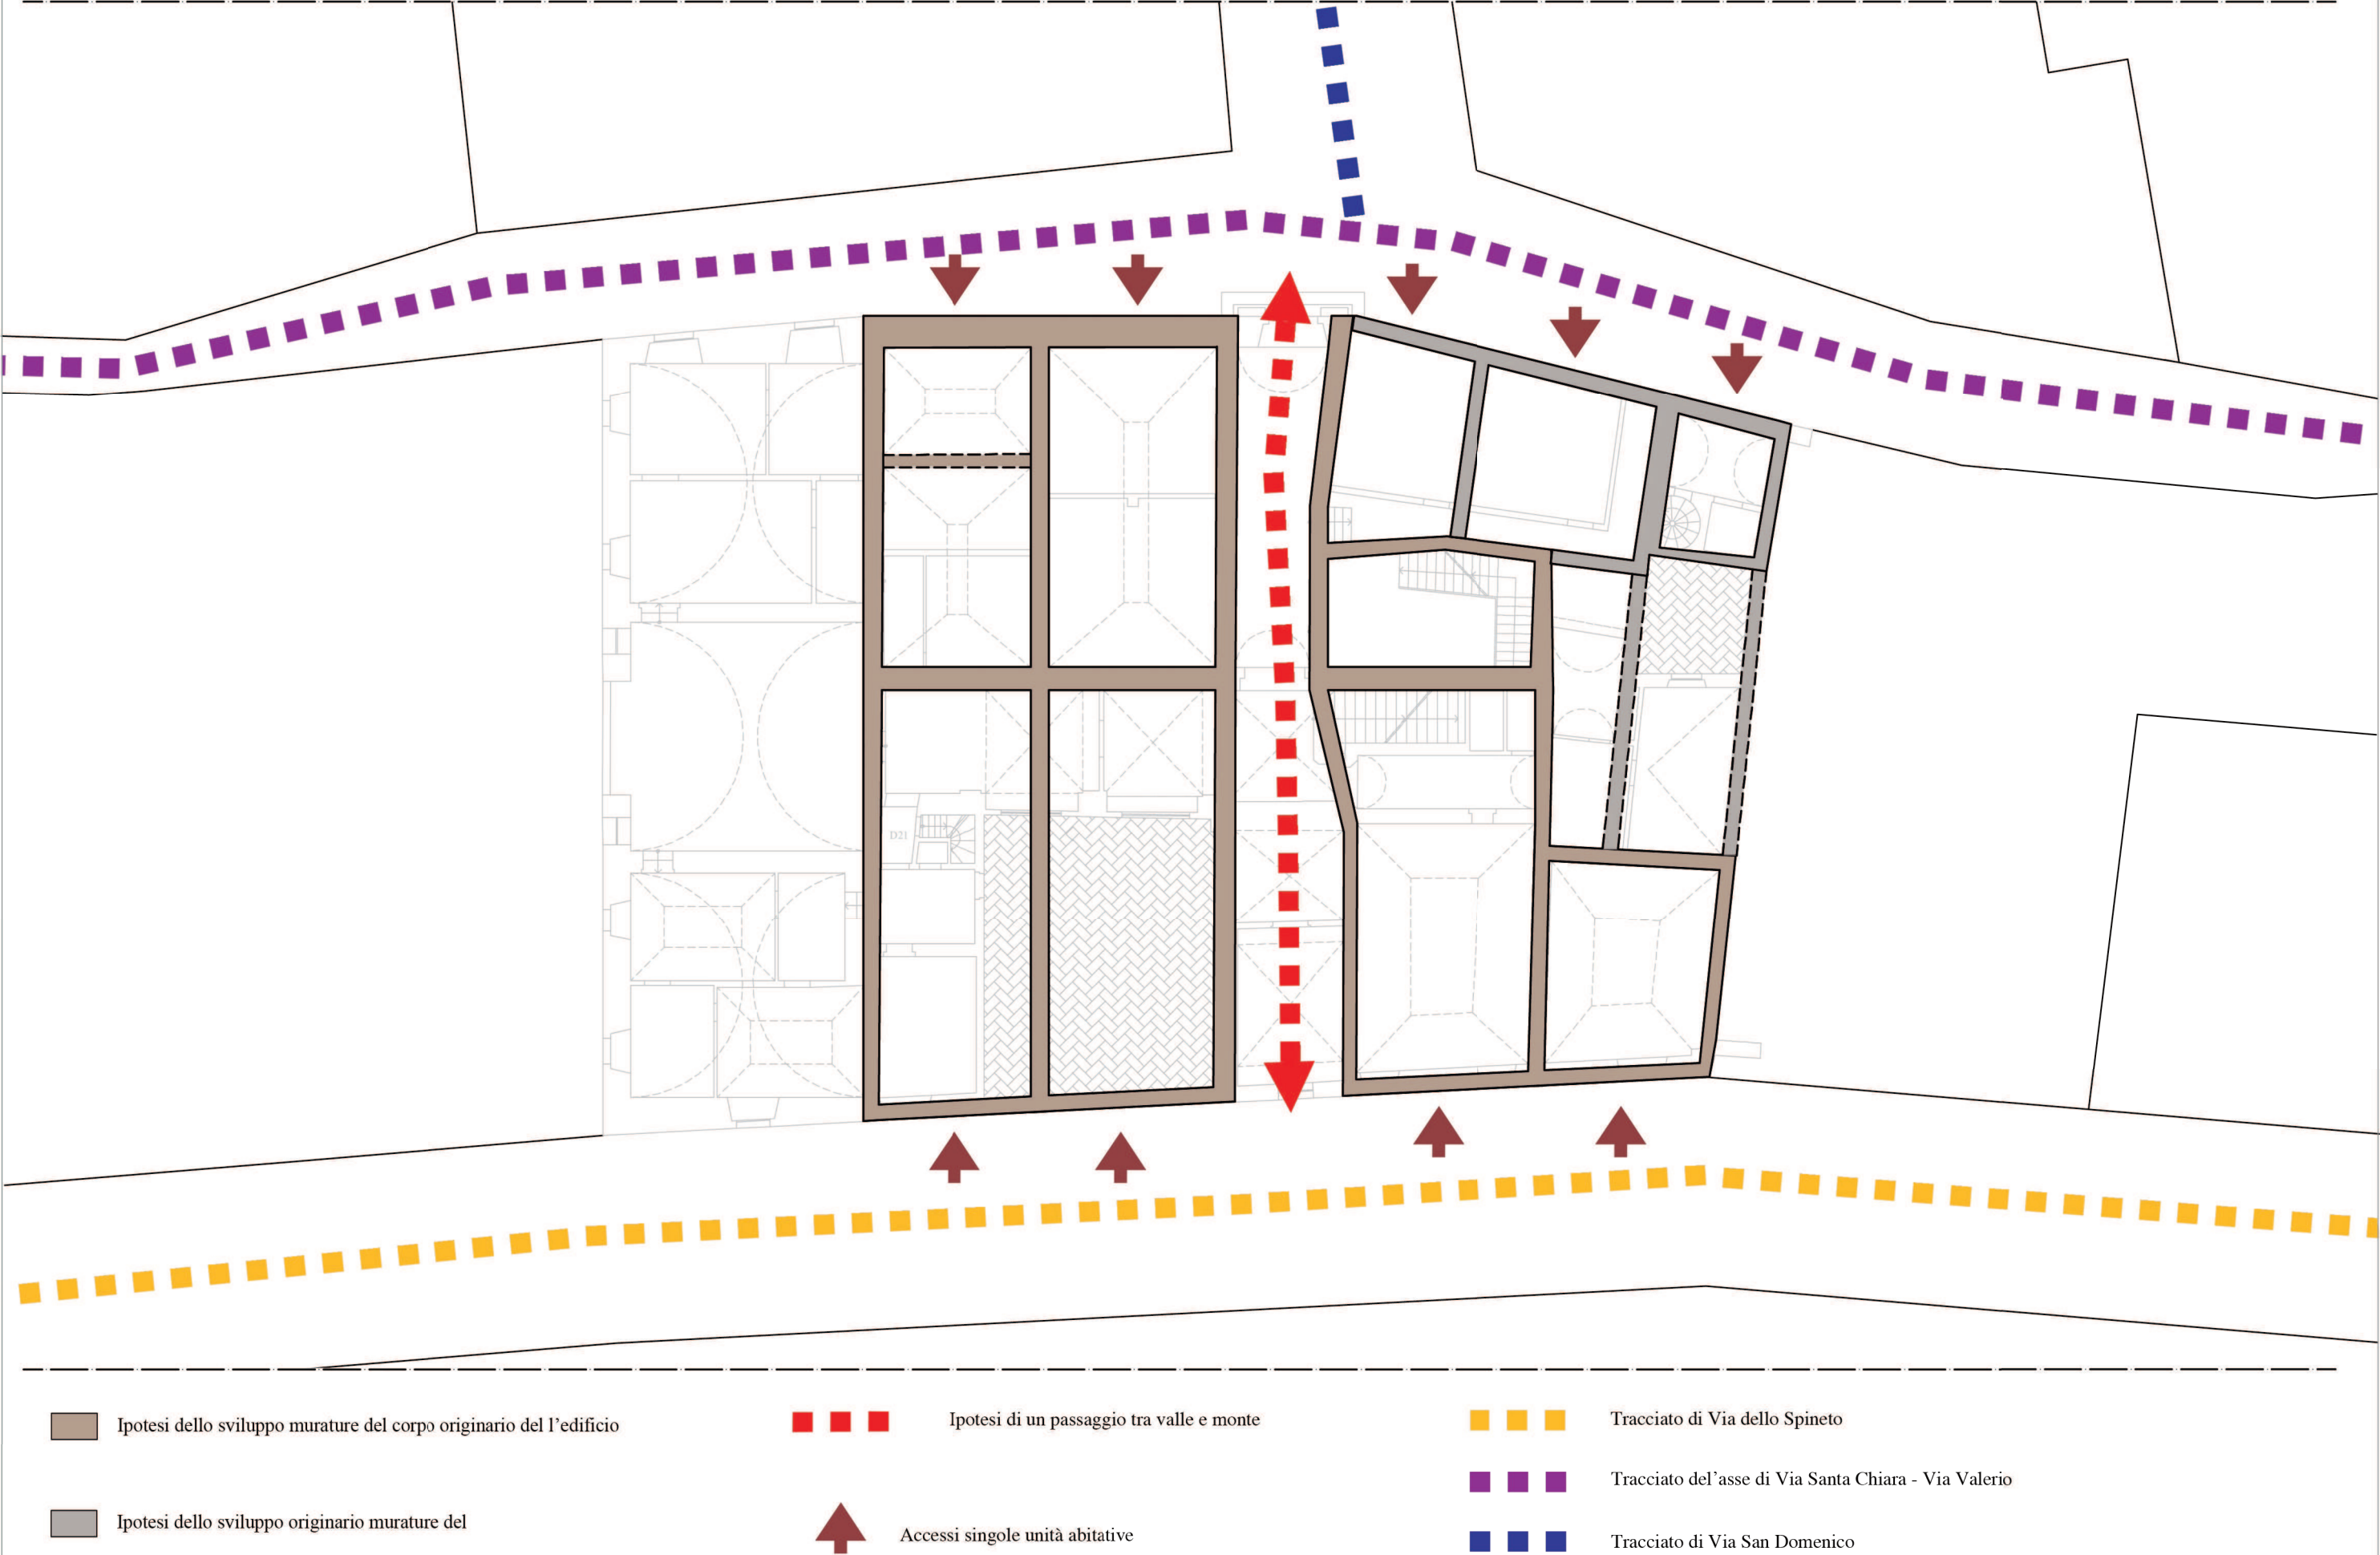 D21
Ipotesi dello sviluppo murature del corpo originario del l'edificio
Ipotesi di un passaggio tra valle e monte
Tracciato di Via dello Spineto
Tracciato del'asse di Via Santa Chiara - Via Valerio
Ipotesi dello sviluppo originario murature del
Accessi singole unità abitative
Tracciato di Via San Domenico